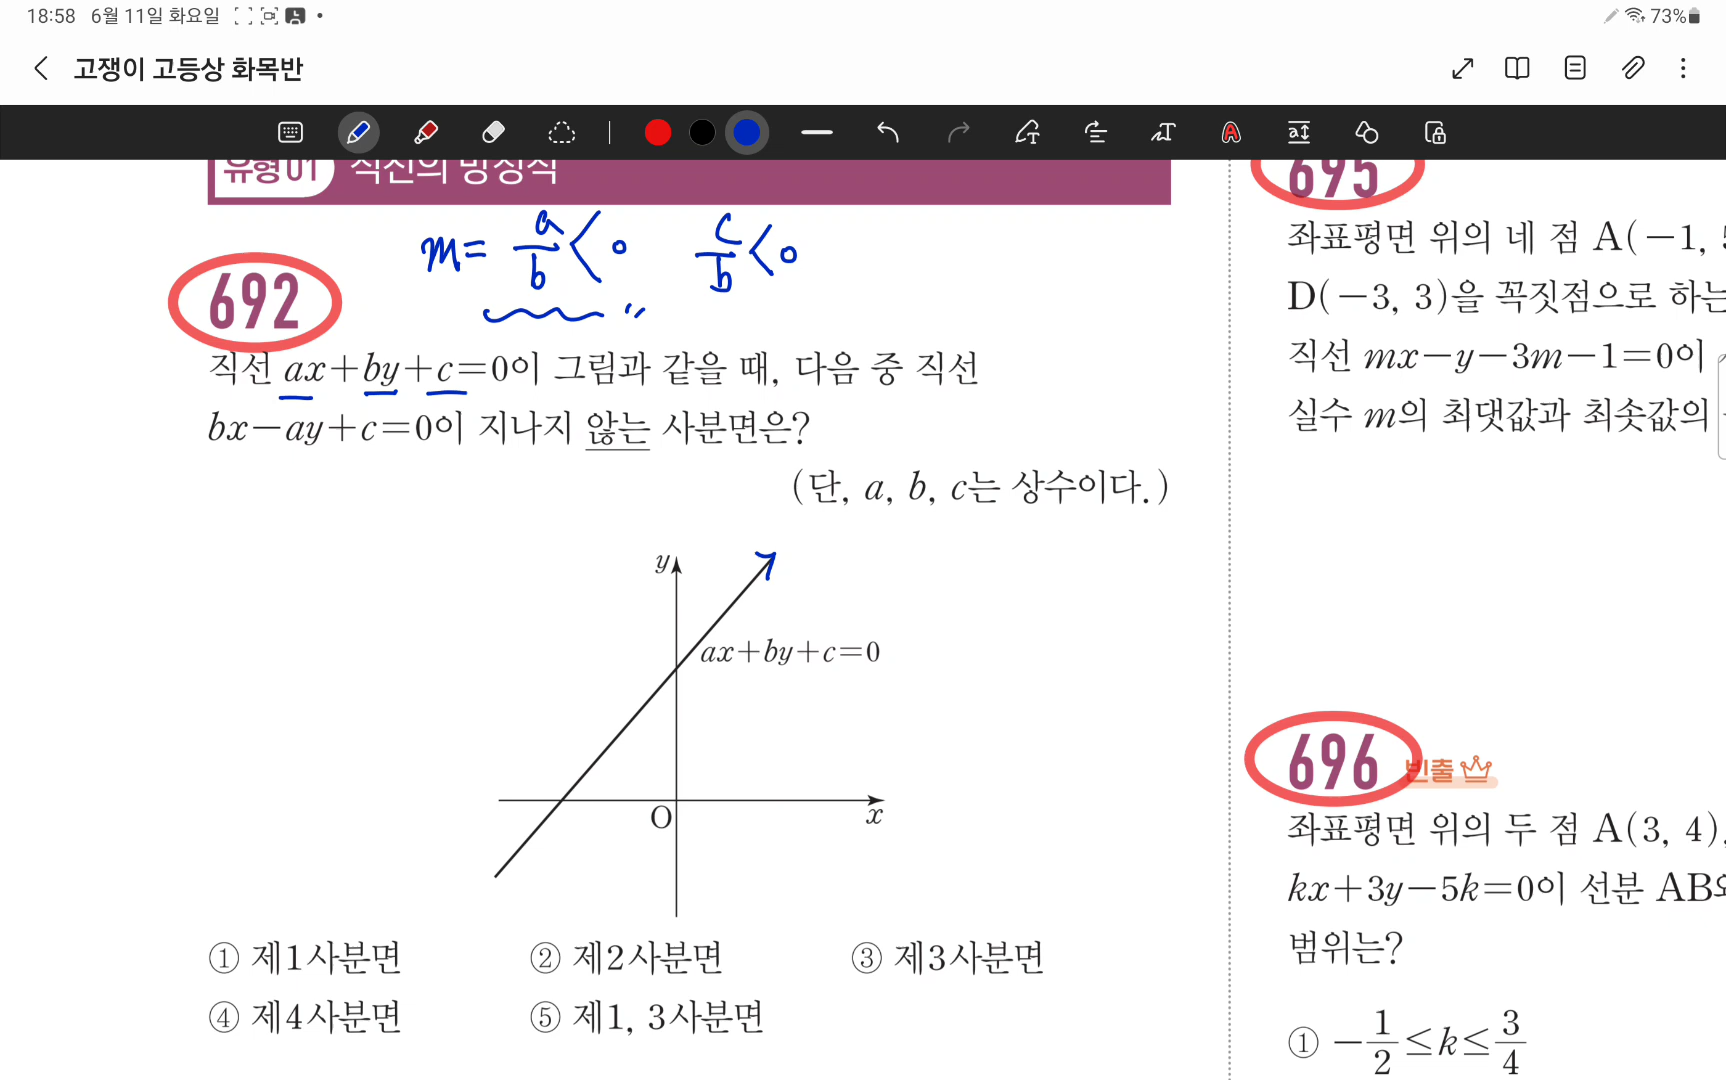 18:58 6월 11일 화요일
73%
고쟁이 고등상 화목반
유형 01 직선의 방정식
m = a/b < 0 c/b < 0
692
직선 ax+by+c=0이 그림과 같을 때, 다음 중 직선
bx−ay+c=0이 지나지 않는 사분면은?
(단, a, b, c는 상수이다.)
y
ax+by+c=0
O
x
① 제1사분면 ② 제2사분면 ③ 제3사분면
④ 제4사분면 ⑤ 제1, 3사분면
695
좌표평면 위의 네 점 A(−1, 
D(−3, 3)을 꼭짓점으로 하는
직선 mx−y−3m−1=0이
실수 m의 최댓값과 최솟값의
696
빈출
좌표평면 위의 두 점 A(3, 4),
kx+3y−5k=0이 선분 AB와
범위는?
① −1/2≤k≤3/4